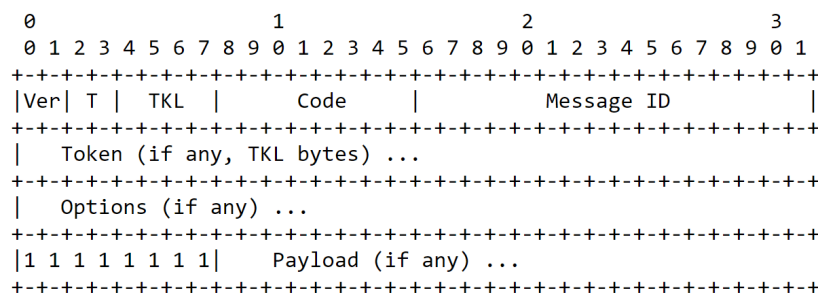 0                   1                   2                   3
 0 1 2 3 4 5 6 7 8 9 0 1 2 3 4 5 6 7 8 9 0 1 2 3 4 5 6 7 8 9 0 1
+-+-+-+-+-+-+-+-+-+-+-+-+-+-+-+-+-+-+-+-+-+-+-+-+-+-+-+-+-+-+-+-+
|Ver| T |  TKL  |      Code     |          Message ID           |
+-+-+-+-+-+-+-+-+-+-+-+-+-+-+-+-+-+-+-+-+-+-+-+-+-+-+-+-+-+-+-+-+
|   Token (if any, TKL bytes) ...
+-+-+-+-+-+-+-+-+-+-+-+-+-+-+-+-+-+-+-+-+-+-+-+-+-+-+-+-+-+-+-+-+
|   Options (if any) ...
+-+-+-+-+-+-+-+-+-+-+-+-+-+-+-+-+-+-+-+-+-+-+-+-+-+-+-+-+-+-+-+-+
|1 1 1 1 1 1 1 1|    Payload (if any) ...
+-+-+-+-+-+-+-+-+-+-+-+-+-+-+-+-+-+-+-+-+-+-+-+-+-+-+-+-+-+-+-+-+